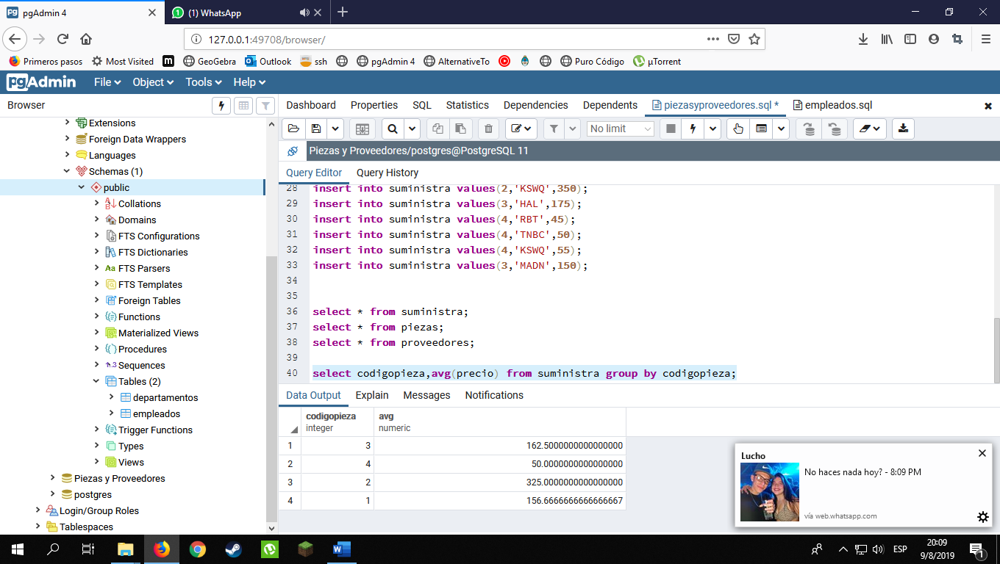 pgAdmin 4
(1) WhatsApp
127.0.0.1:49708/browser/
Primeros pasos Most Visited GeoGebra Outlook ssh pgAdmin 4 AlternativeTo Puro Código µTorrent
pgAdmin File Object Tools Help
Browser
Dashboard Properties SQL Statistics Dependencies Dependents piezasyproveedores.sql * empleados.sql
Extensions
Foreign Data Wrappers
Languages
Schemas (1)
public
Collations
Domains
FTS Configurations
FTS Dictionaries
FTS Parsers
FTS Templates
Foreign Tables
Functions
Materialized Views
Procedures
Sequences
Tables (2)
departamentos
empleados
Trigger Functions
Types
Views
Piezas y Proveedores
postgres
Login/Group Roles
Tablespaces
No limit
Piezas y Proveedores/postgres@PostgreSQL 11
Query Editor Query History
28 insert into suministra values(2,'KSWQ',350);
29 insert into suministra values(3,'HAL',175);
30 insert into suministra values(4,'RBT',45);
31 insert into suministra values(4,'TNBC',50);
32 insert into suministra values(4,'KSWQ',55);
33 insert into suministra values(3,'MADN',150);
34
35
36 select * from suministra;
37 select * from piezas;
38 select * from proveedores;
39
40 select codigopieza,avg(precio) from suministra group by codigopieza;
Data Output Explain Messages Notifications
codigopieza avg
integer numeric
1 3 162.5000000000000000
2 4 50.0000000000000000
3 2 325.0000000000000000
4 1 156.6666666666666667
Lucho
No haces nada hoy? - 8:09 PM
vía web.whatsapp.com
ESP
20:09
9/8/2019
1